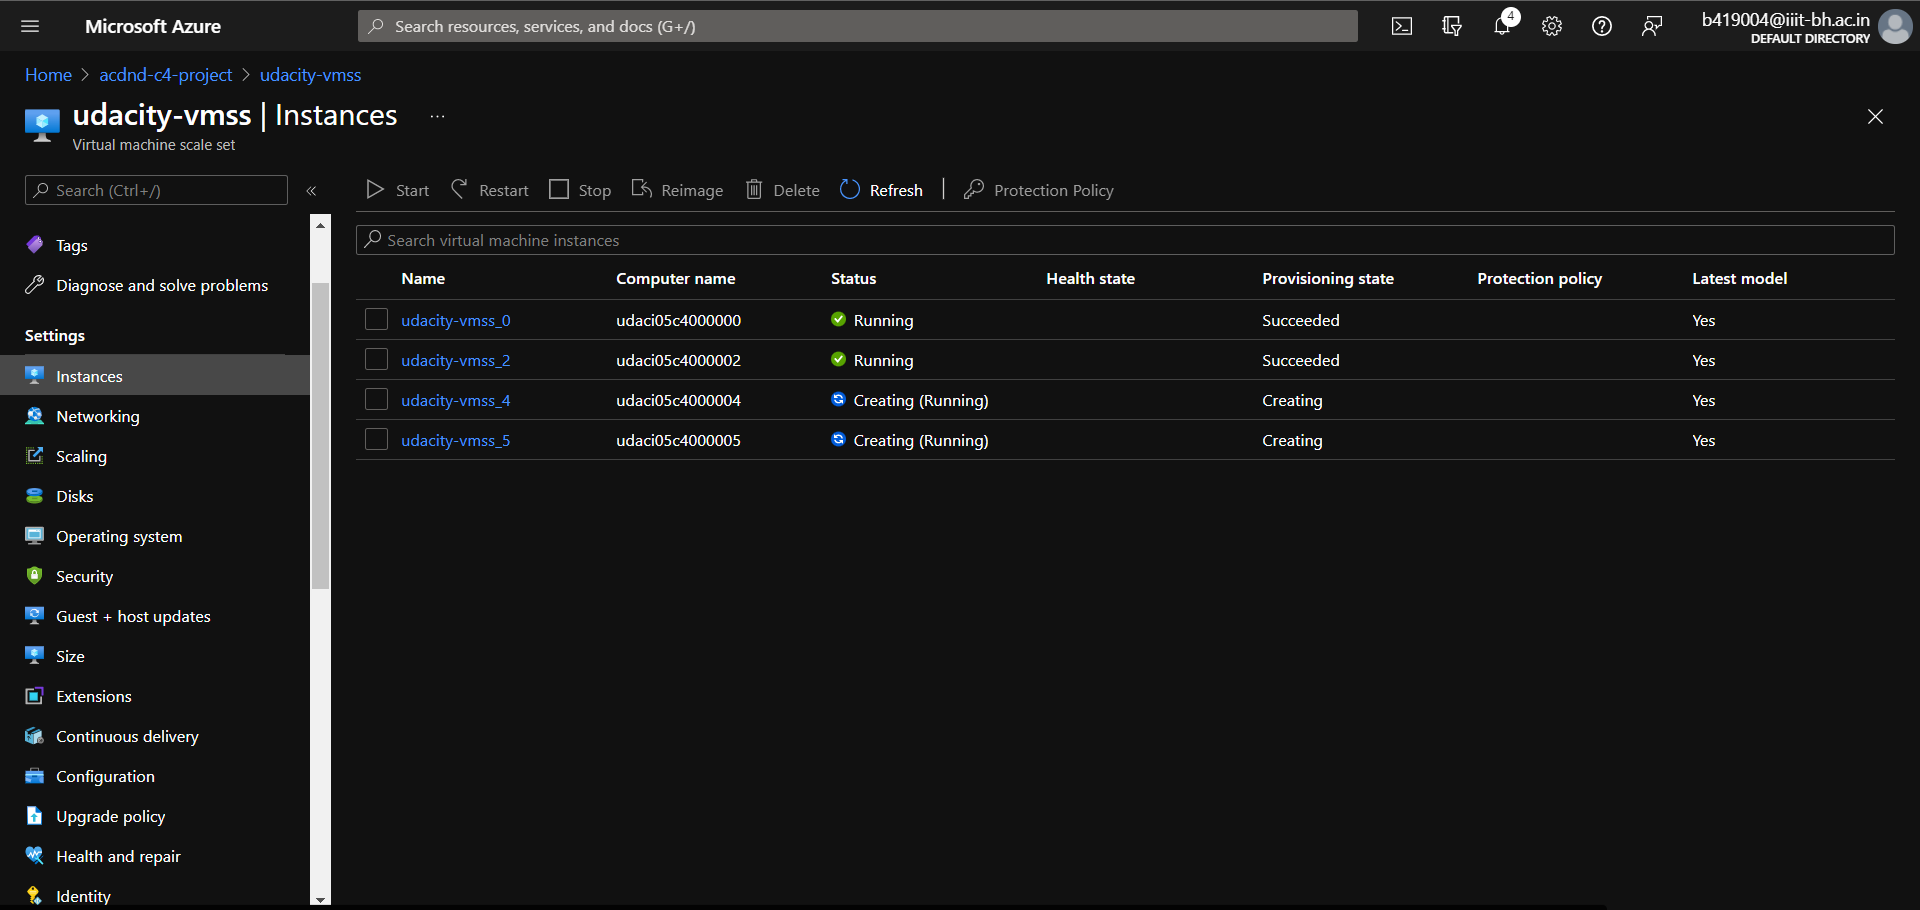 Microsoft Azure
Search resources, services, and docs (G+/)
4
b419004@iiit-bh.ac.in
DEFAULT DIRECTORY
Home > acdnd-c4-project > udacity-vmss
udacity-vmss | Instances ...
Virtual machine scale set
Search (Ctrl+/)
«
Start Restart Stop Reimage Delete Refresh | Protection Policy
Search virtual machine instances
Tags
Diagnose and solve problems
Settings
Instances
Networking
Scaling
Disks
Operating system
Security
Guest + host updates
Size
Extensions
Continuous delivery
Configuration
Upgrade policy
Health and repair
Identity
Name Computer name Status Health state Provisioning state Protection policy Latest model
udacity-vmss_0 udaci05c4000000 Running Succeeded Yes
udacity-vmss_2 udaci05c4000002 Running Succeeded Yes
udacity-vmss_4 udaci05c4000004 Creating (Running) Creating Yes
udacity-vmss_5 udaci05c4000005 Creating (Running) Creating Yes